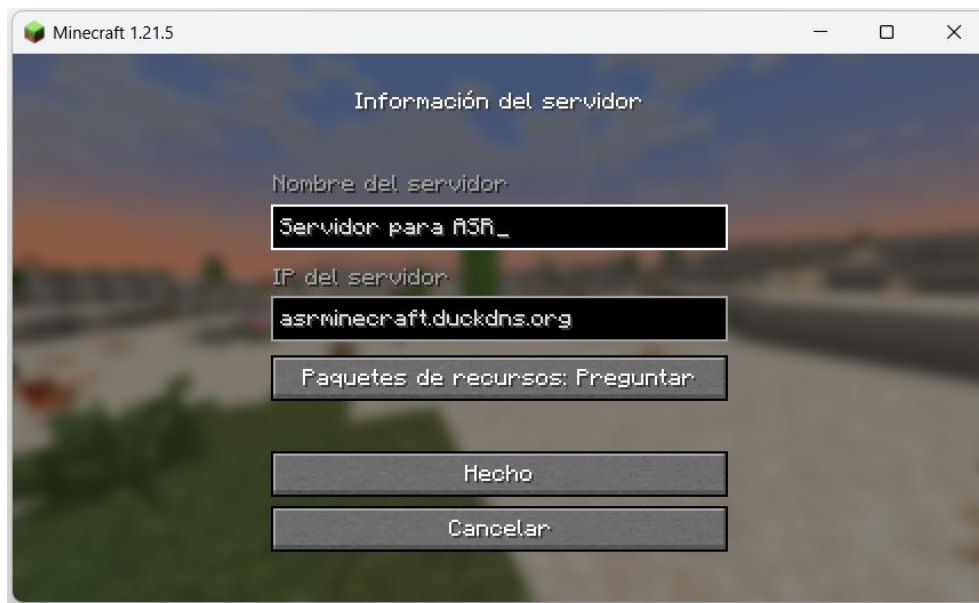 Minecraft 1.21.5
Información del servidor
Nombre del servidor
Servidor para ASR_
IP del servidor
asrminecraft.duckdns.org
Paquetes de recursos: Preguntar
Hecho
Cancelar